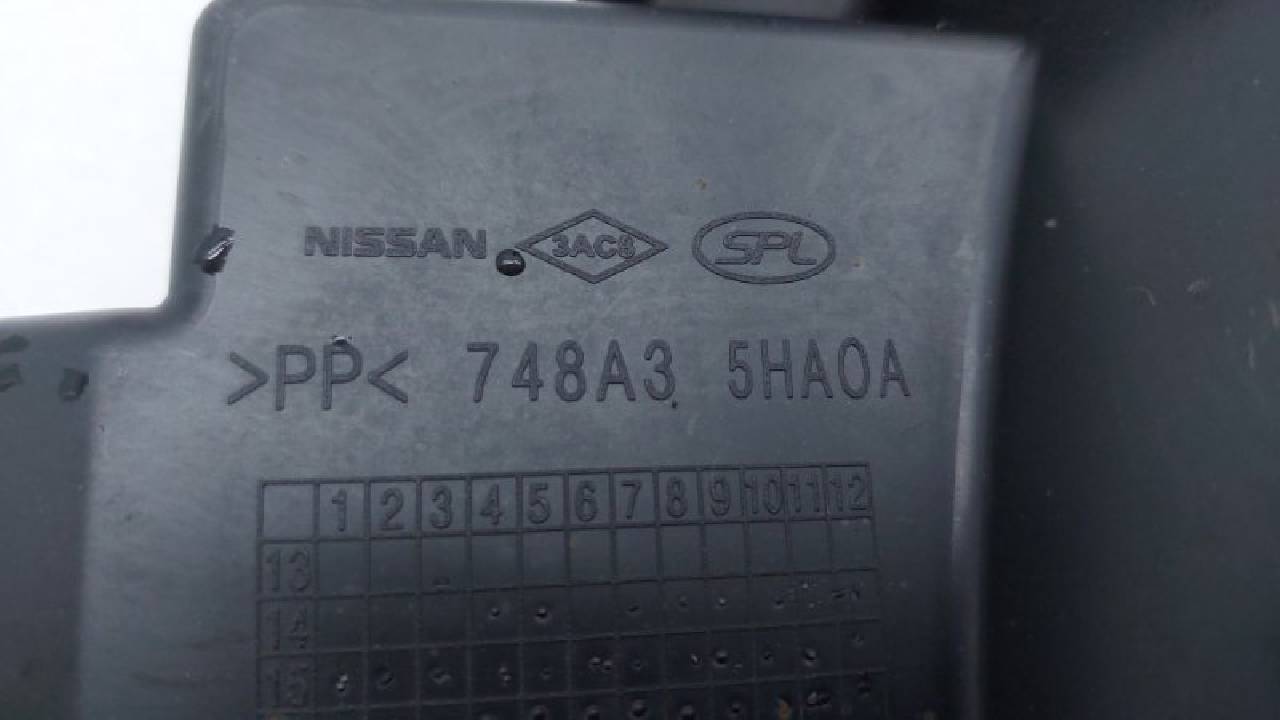 NISSAN 3AC8 SPL
>PP< 748A3 5HA0A
1 2 3 4 5 6 7 8 9 10 11 12
13
14
15